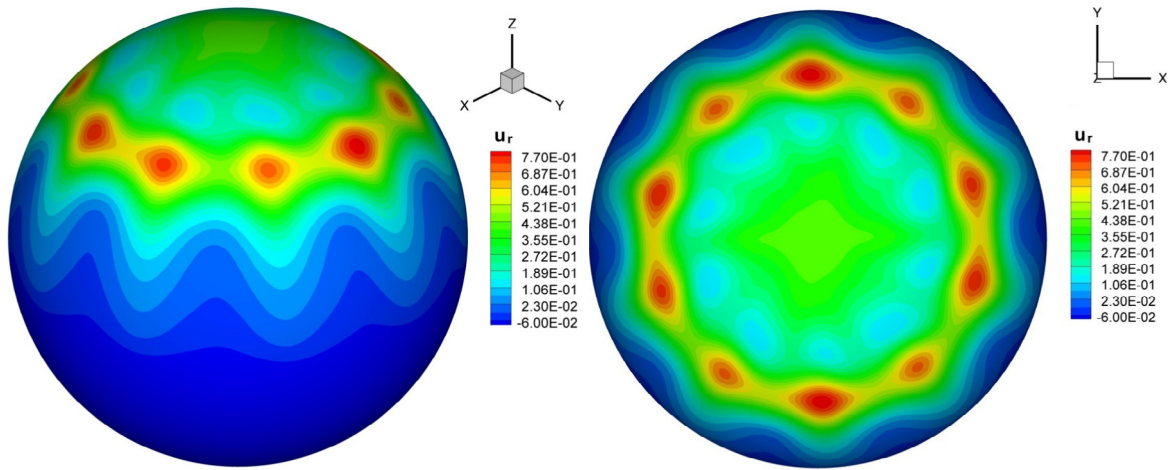 Z
X
Y
u_r
7.70E-01
6.87E-01
6.04E-01
5.21E-01
4.38E-01
3.55E-01
2.72E-01
1.89E-01
1.06E-01
2.30E-02
-6.00E-02
Y
Z
X
u_r
7.70E-01
6.87E-01
6.04E-01
5.21E-01
4.38E-01
3.55E-01
2.72E-01
1.89E-01
1.06E-01
2.30E-02
-6.00E-02